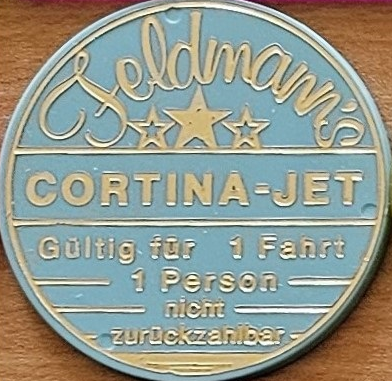 Feldmann's
CORTINA-JET
Gültig für 1 Fahrt
1 Person
nicht
zurückzahlbar